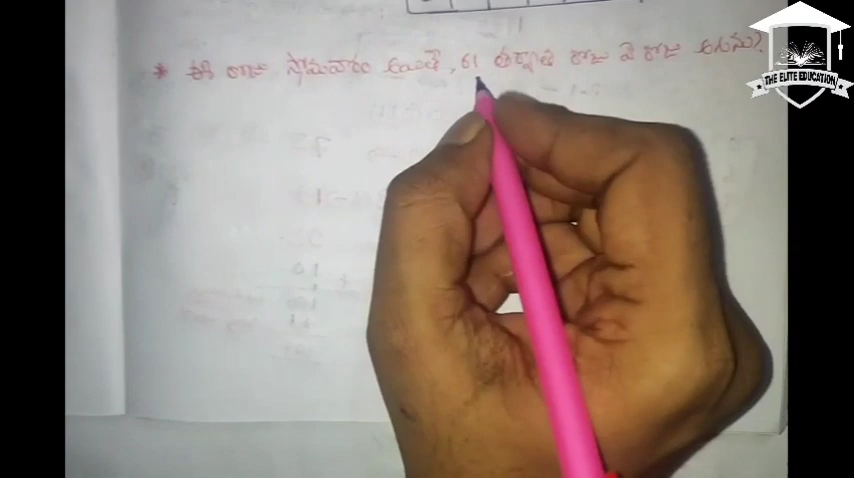 * ఈ రోజు సోమవారం అయితే, 61 తర్వాత రోజు ఏ రోజు అగును?
THE ELITE EDUCATION